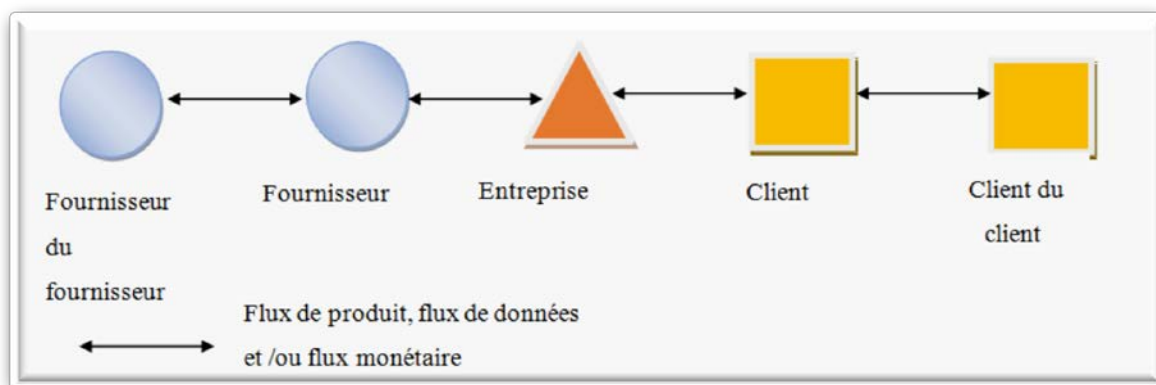 Fournisseur
du
fournisseur
Fournisseur
Entreprise
Client
Client du
client
Flux de produit, flux de données
et /ou flux monétaire